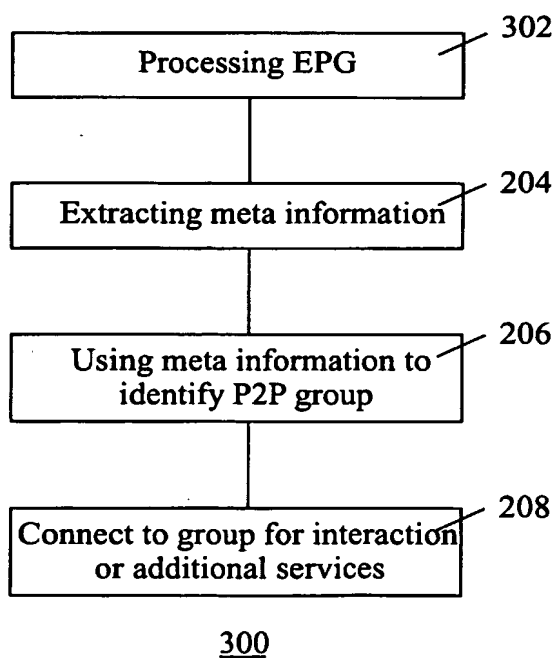 302
Processing EPG
204
Extracting meta information
206
Using meta information to
identify P2P group
208
Connect to group for interaction
or additional services
300